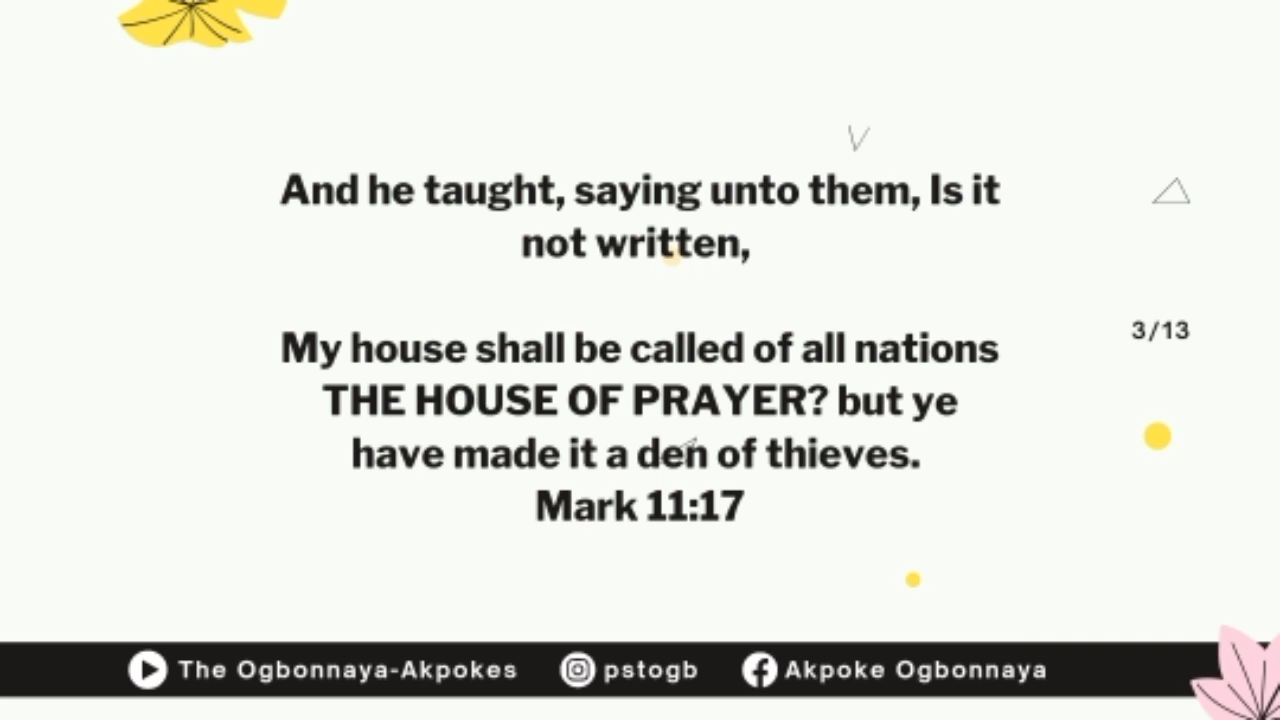 And he taught, saying unto them, Is it
not written,
My house shall be called of all nations
THE HOUSE OF PRAYER? but ye
have made it a den of thieves.
Mark 11:17
3/13
The Ogbonnaya-Akpokes pstogb Akpoke Ogbonnaya